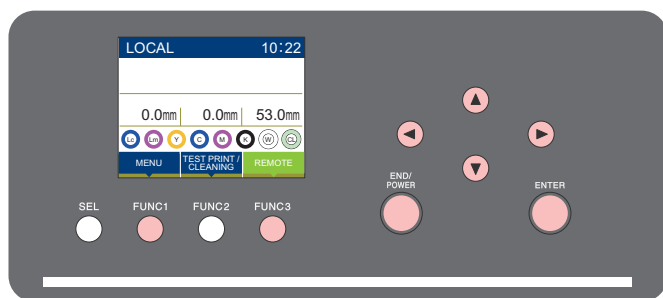 LOCAL 10:22
0.0mm 0.0mm 53.0mm
Lc Lm Y C M K W CL
MENU TEST PRINT / CLEANING REMOTE
END/
POWER
ENTER
SEL FUNC1 FUNC2 FUNC3